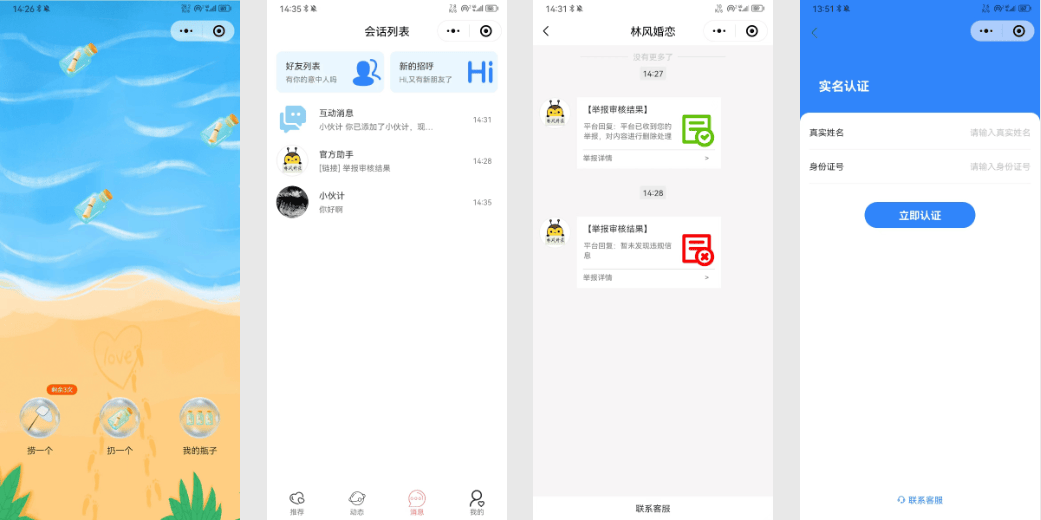 14:26
love
剩余3次
捞一个
扔一个
我的瓶子
14:35
会话列表
好友列表
有你的意中人吗
新的招呼
Hi,又有新朋友了
Hi
互动消息
小伙计 你已添加了小伙计，现...
14:31
官方助手
[链接] 举报审核结果
14:28
小伙计
你好啊
14:35
推荐
动态
消息
我的
14:31
林风婚恋
没有更多了
14:27
【举报审核结果】
平台回复：平台已收到您的
举报，对内容进行删除处理
举报详情
>
14:28
【举报审核结果】
平台回复：暂未发现违规信
息
举报详情
>
联系客服
13:51
实名认证
真实姓名
请输入真实姓名
身份证号
请输入身份证号
立即认证
联系客服